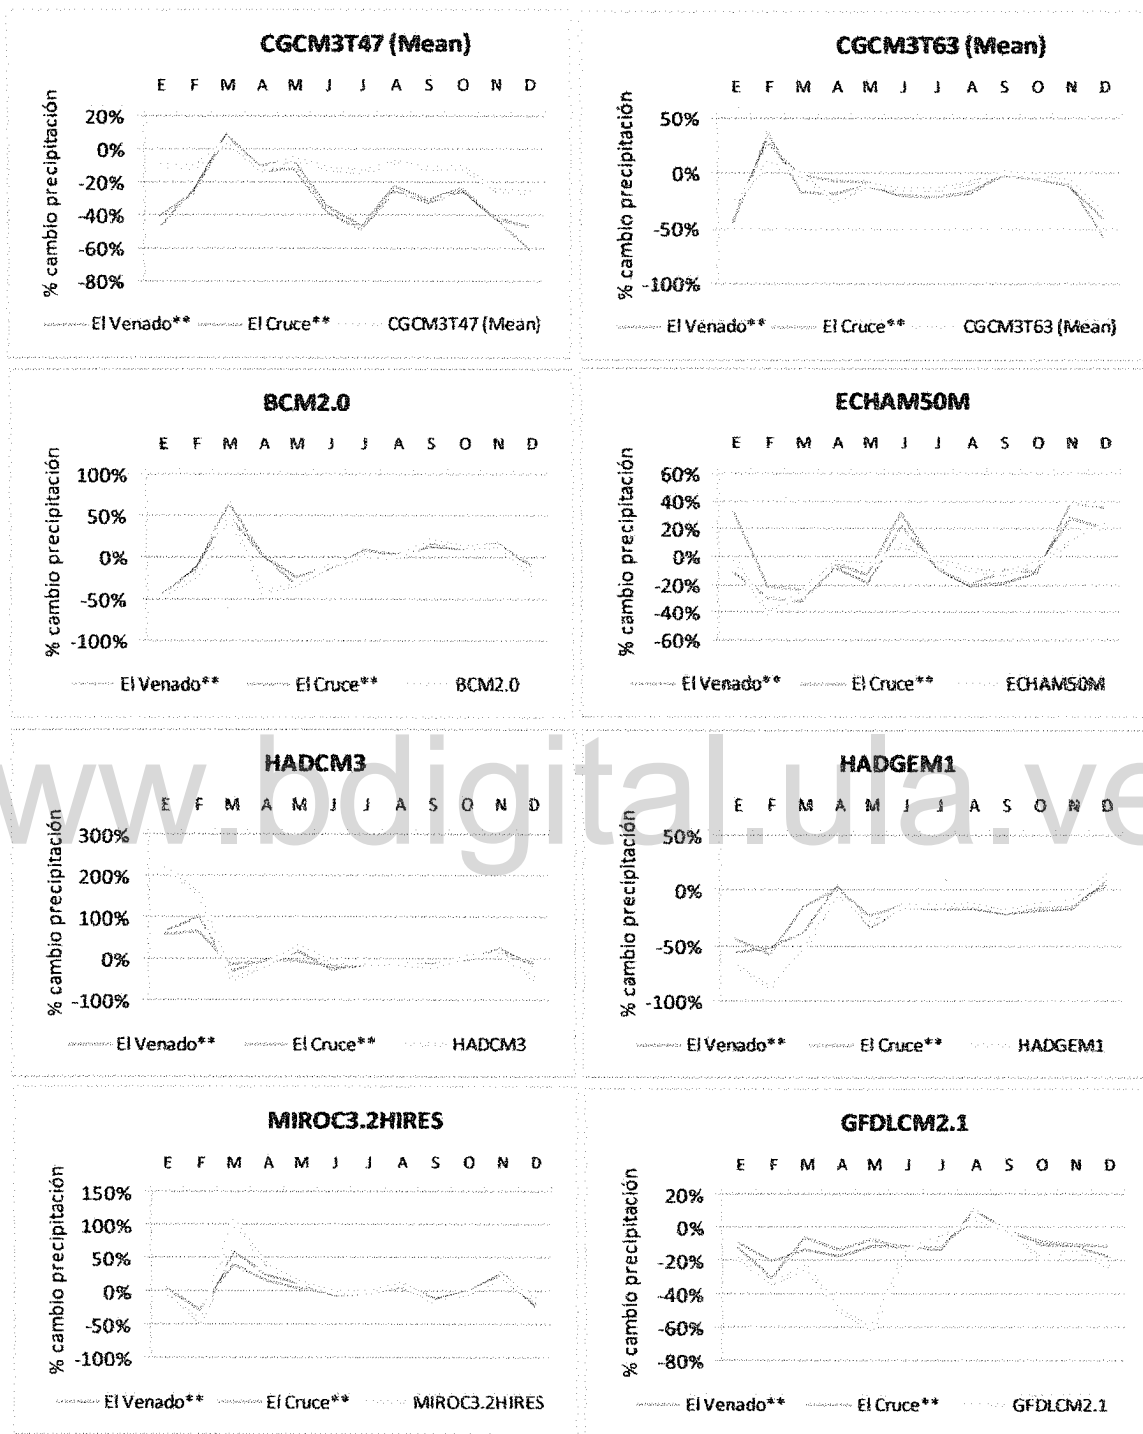 CGCM3T47 (Mean)
E F M A M J J A S O N D
% cambio precipitación
20%
0%
-20%
-40%
-60%
-80%
El Venado** El Cruce** CGCM3T47 (Mean)
CGCM3T63 (Mean)
E F M A M J J A S O N D
% cambio precipitación
50%
0%
-50%
-100%
El Venado** El Cruce** CGCM3T63 (Mean)
BCM2.0
E F M A M J J A S O N D
% cambio precipitación
100%
50%
0%
-50%
-100%
El Venado** El Cruce** BCM2.0
ECHAM5OM
E F M A M J J A S O N D
% cambio precipitación
60%
40%
20%
0%
-20%
-40%
-60%
El Venado** El Cruce** ECHAM5OM
HADCM3
E F M A M J J A S O N D
% cambio precipitación
300%
200%
100%
0%
-100%
El Venado** El Cruce** HADCM3
HADGEM1
E F M A M J J A S O N D
% cambio precipitación
50%
0%
-50%
-100%
El Venado** El Cruce** HADGEM1
www.bdigital.ula.ve
MIROC3.2HIRES
E F M A M J J A S O N D
% cambio precipitación
150%
100%
50%
0%
-50%
-100%
El Venado** El Cruce** MIROC3.2HIRES
GFDLCM2.1
E F M A M J J A S O N D
% cambio precipitación
20%
0%
-20%
-40%
-60%
-80%
El Venado** El Cruce** GFDLCM2.1